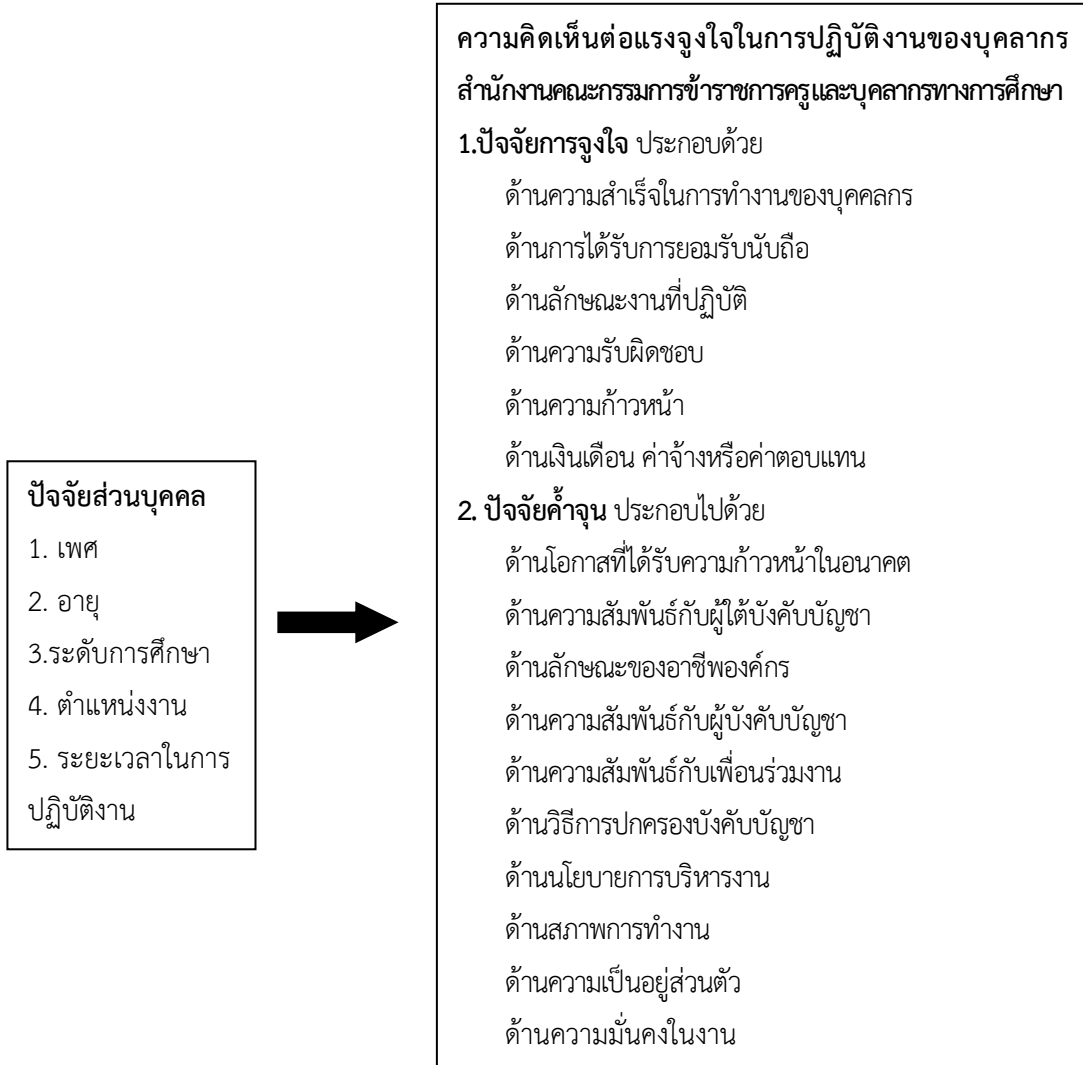 ปัจจัยส่วนบุคคล
1. เพศ
2. อายุ
3.ระดับการศึกษา
4. ตำแหน่งงาน
5. ระยะเวลาในการ
ปฏิบัติงาน
ความคิดเห็นต่อแรงจูงใจในการปฏิบัติงานของบุคลากร
สำนักงานคณะกรรมการข้าราชการครูและบุคลากรทางการศึกษา
1.ปัจจัยการจูงใจ ประกอบด้วย
ด้านความสำเร็จในการทำงานของบุคคลกร
ด้านการได้รับการยอมรับนับถือ
ด้านลักษณะงานที่ปฏิบัติ
ด้านความรับผิดชอบ
ด้านความก้าวหน้า
ด้านเงินเดือน ค่าจ้างหรือค่าตอบแทน
2. ปัจจัยค้ำจุน ประกอบไปด้วย
ด้านโอกาสที่ได้รับความก้าวหน้าในอนาคต
ด้านความสัมพันธ์กับผู้ใต้บังคับบัญชา
ด้านลักษณะของอาชีพองค์กร
ด้านความสัมพันธ์กับผู้บังคับบัญชา
ด้านความสัมพันธ์กับเพื่อนร่วมงาน
ด้านวิธีการปกครองบังคับบัญชา
ด้านนโยบายการบริหารงาน
ด้านสภาพการทำงาน
ด้านความเป็นอยู่ส่วนตัว
ด้านความมั่นคงในงาน